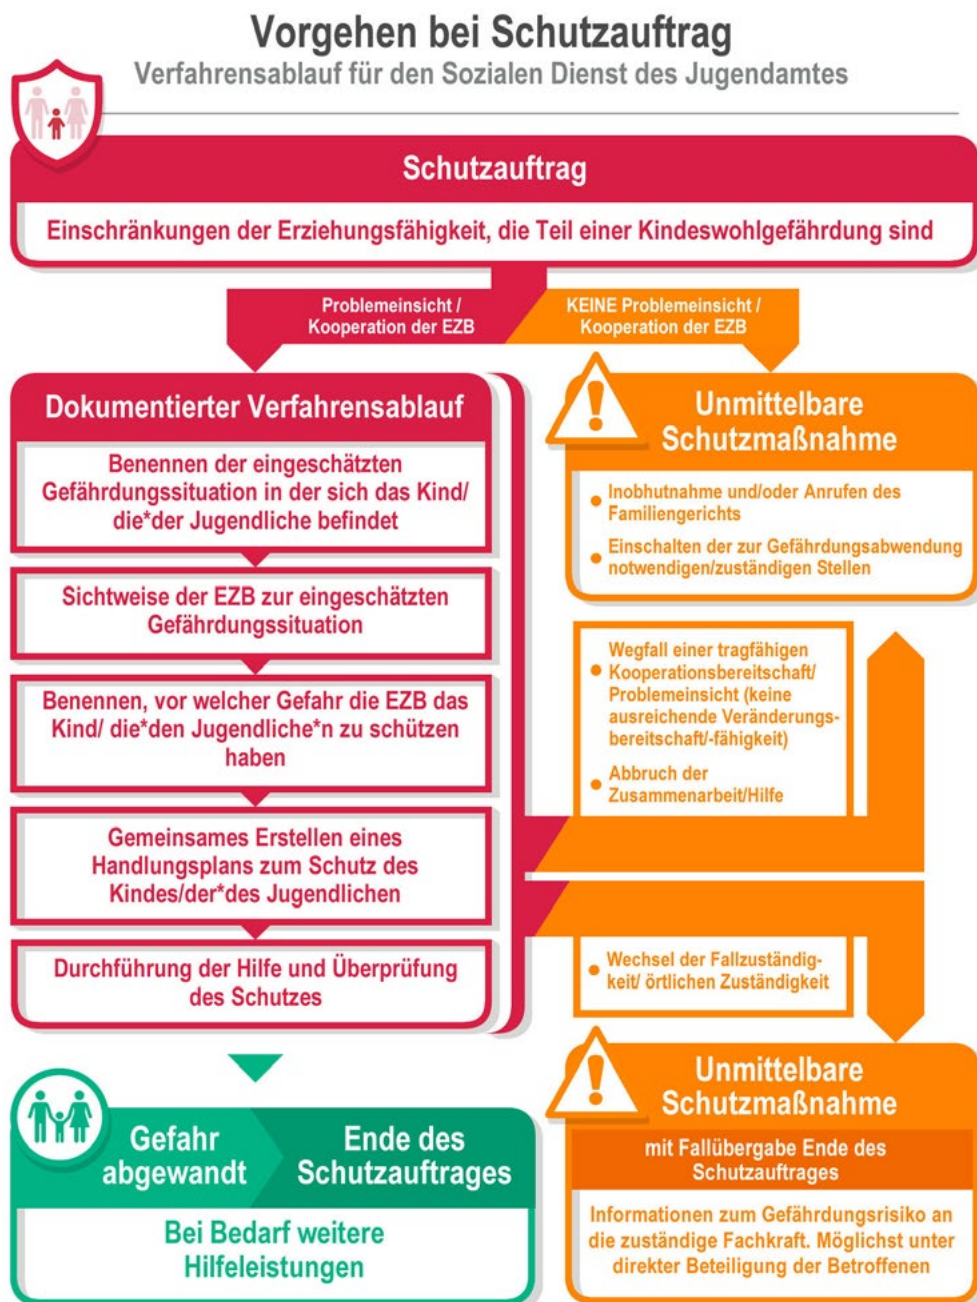 Vorgehen bei Schutzauftrag
Verfahrensablauf für den Sozialen Dienst des Jugendamtes
Schutzauftrag
Einschränkungen der Erziehungsfähigkeit, die Teil einer Kindeswohlgefährdung sind
Problemeinsicht /
Kooperation der EZB
KEINE Problemeinsicht /
Kooperation der EZB
Dokumentierter Verfahrensablauf
Benennen der eingeschätzten
Gefährdungssituation in der sich das Kind/
die*der Jugendliche befindet
Sichtweise der EZB zur eingeschätzten
Gefährdungssituation
Benennen, vor welcher Gefahr die EZB das
Kind/ die*den Jugendliche*n zu schützen
haben
Gemeinsames Erstellen eines
Handlungsplans zum Schutz des
Kindes/der*des Jugendlichen
Durchführung der Hilfe und Überprüfung
des Schutzes
Unmittelbare
Schutzmaßnahme
• Inobhutnahme und/oder Anrufen des
Familiengerichts
• Einschalten der zur Gefährdungsabwendung
notwendigen/zuständigen Stellen
• Wegfall einer tragfähigen
Kooperationsbereitschaft/
Problemeinsicht (keine
ausreichende Veränderungs-
bereitschaft/-fähigkeit)
• Abbruch der
Zusammenarbeit/Hilfe
• Wechsel der Fallzuständig-
keit/ örtlichen Zuständigkeit
Gefahr
abgewandt
Ende des
Schutzauftrages
Bei Bedarf weitere
Hilfeleistungen
Unmittelbare
Schutzmaßnahme
mit Fallübergabe Ende des
Schutzauftrages
Informationen zum Gefährdungsrisiko an
die zuständige Fachkraft. Möglichst unter
direkter Beteiligung der Betroffenen